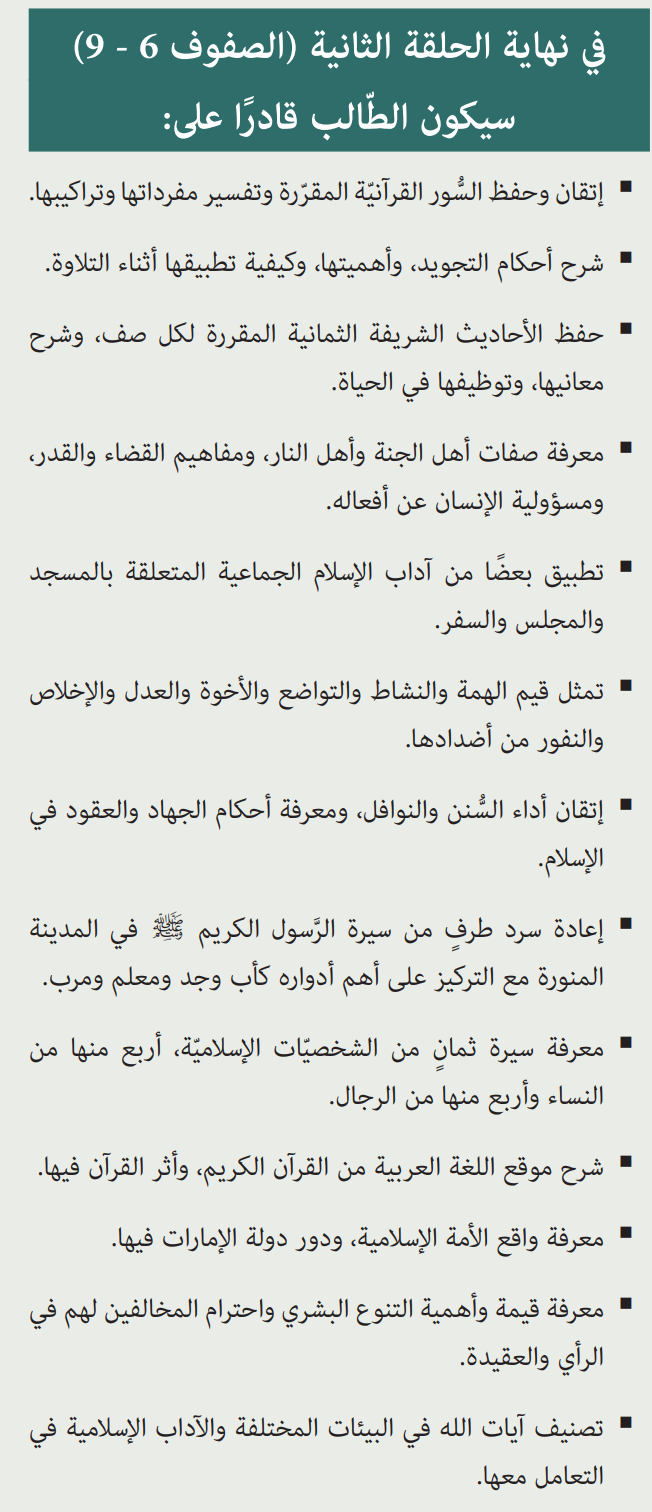 في نهاية الحلقة الثانية (الصفوف 6 - 9)
سيكون الطّالب قادرًا على:
■ إتقان وحفظ السُّور القرآنيّة المقرّرة وتفسير مفرداتها وتراكيبها.
■ شرح أحكام التجويد، وأهميتها، وكيفية تطبيقها أثناء التلاوة.
■ حفظ الأحاديث الشريفة الثمانية المقررة لكل صف، وشرح
معانيها، وتوظيفها في الحياة.
■ معرفة صفات أهل الجنة وأهل النار، ومفاهيم القضاء والقدر،
ومسؤولية الإنسان عن أفعاله.
■ تطبيق بعضًا من آداب الإسلام الجماعية المتعلقة بالمسجد
والمجلس والسفر.
■ تمثل قيم الهمة والنشاط والتواضع والأخوة والعدل والإخلاص
والنفور من أضدادها.
■ إتقان أداء السُّنن والنوافل، ومعرفة أحكام الجهاد والعقود في
الإسلام.
■ إعادة سرد طرفٍ من سيرة الرَّسول الكريم ﷺ في المدينة
المنورة مع التركيز على أهم أدواره كأب وجد ومعلم ومرب.
■ معرفة سيرة ثمانٍ من الشخصيّات الإسلاميّة، أربع منها من
النساء وأربع منها من الرجال.
■ شرح موقع اللغة العربية من القرآن الكريم، وأثر القرآن فيها.
■ معرفة واقع الأمة الإسلامية، ودور دولة الإمارات فيها.
■ معرفة قيمة وأهمية التنوع البشري واحترام المخالفين لهم في
الرأي والعقيدة.
■ تصنيف آيات الله في البيئات المختلفة والآداب الإسلامية في
التعامل معها.